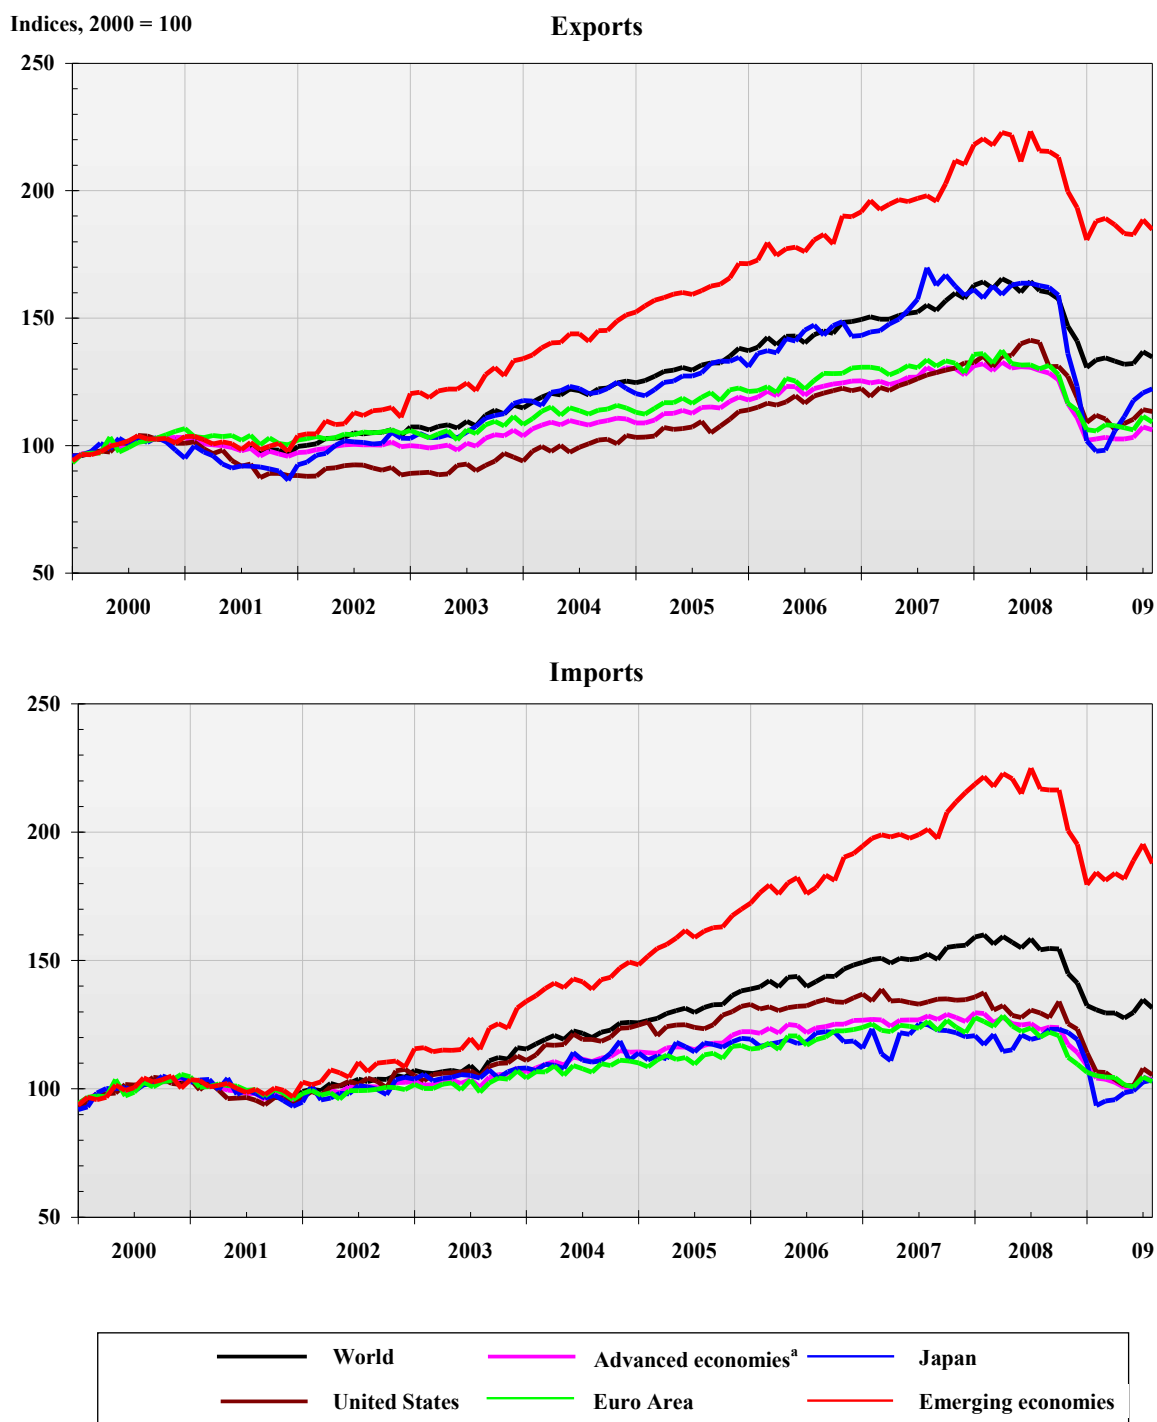 Indices, 2000 = 100
Exports
250
200
150
100
50
2000 2001 2002 2003 2004 2005 2006 2007 2008 09
Imports
250
200
150
100
50
2000 2001 2002 2003 2004 2005 2006 2007 2008 09
World Advanced economiesᵃ Japan
United States Euro Area Emerging economies